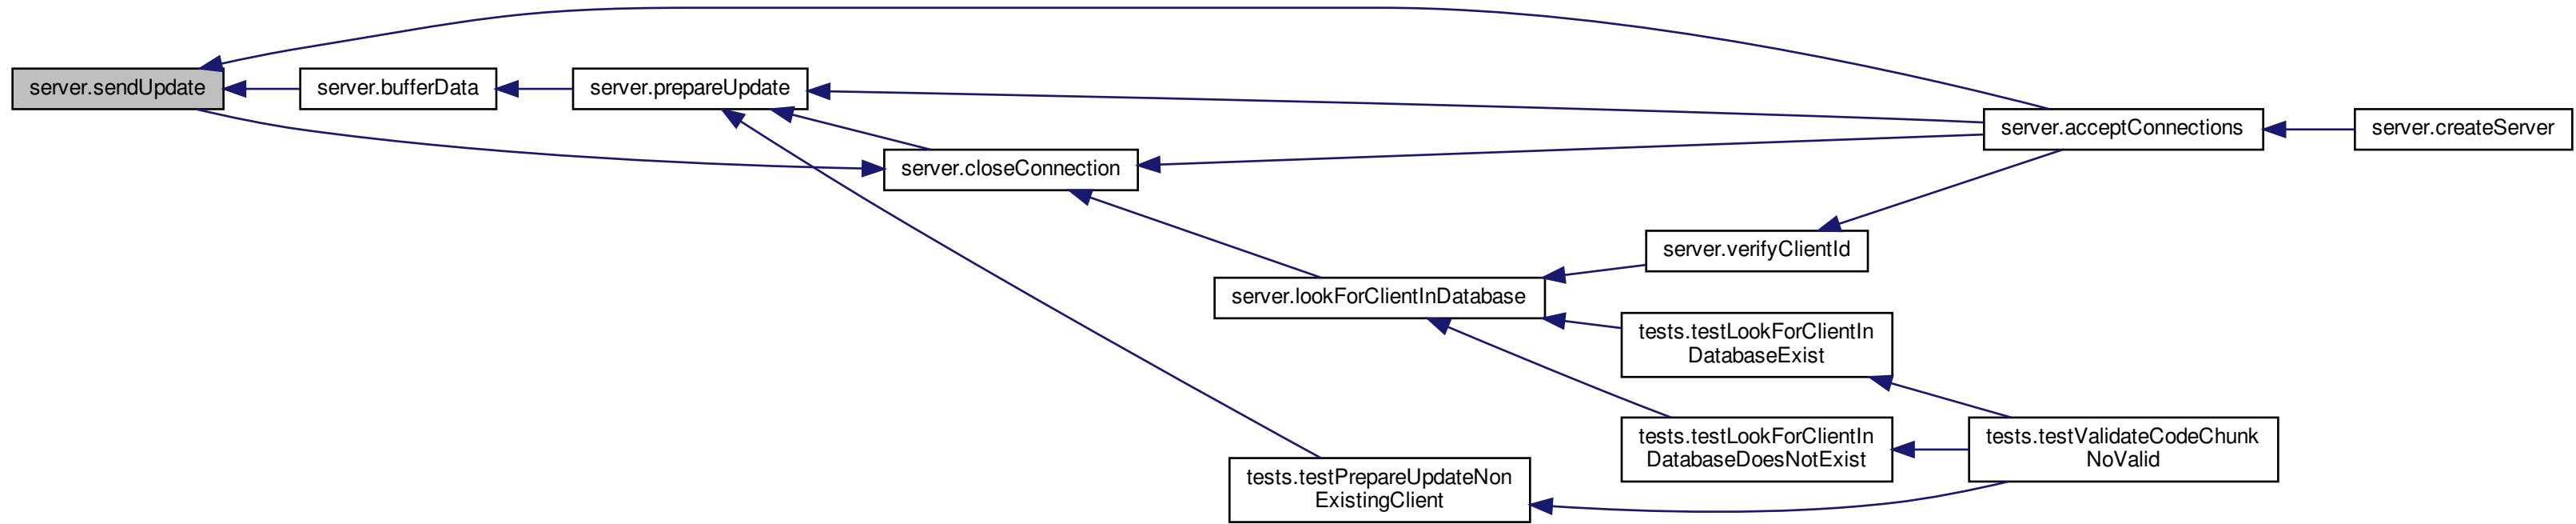 server.sendUpdate
server.bufferData
server.prepareUpdate
server.closeConnection
server.acceptConnections
server.createServer
server.verifyClientId
server.lookForClientInDatabase
tests.testLookForClientIn
DatabaseExist
tests.testLookForClientIn
DatabaseDoesNotExist
tests.testValidateCodeChunk
NoValid
tests.testPrepareUpdateNon
ExistingClient